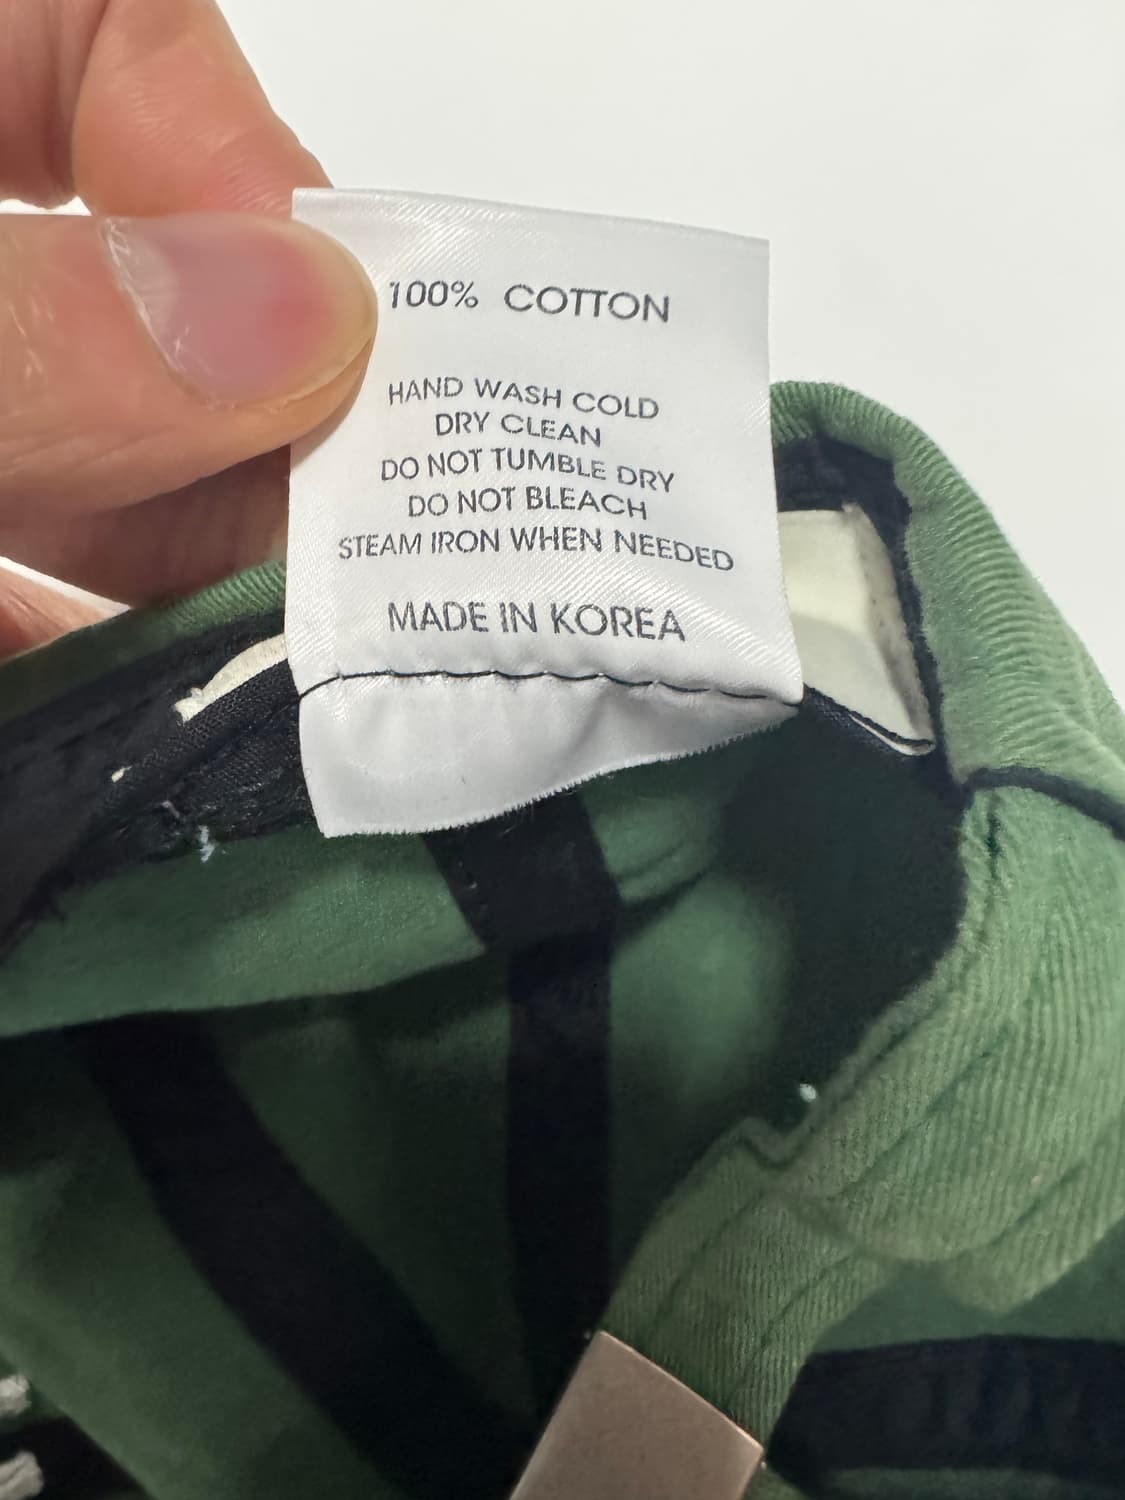 100% COTTON
HAND WASH COLD
DRY CLEAN
DO NOT TUMBLE DRY
DO NOT BLEACH
STEAM IRON WHEN NEEDED
MADE IN KOREA